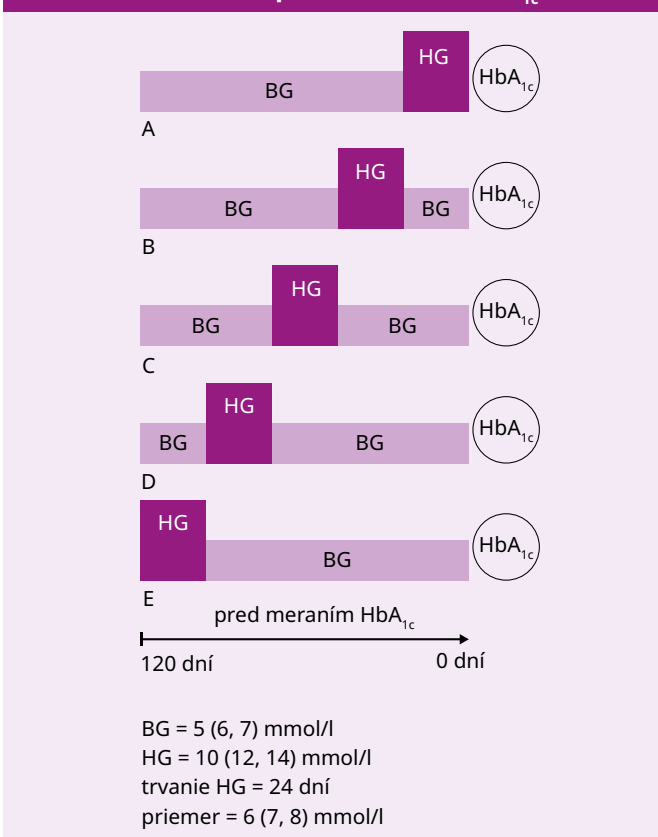 HG
BG HbA1c
A
HG
BG BG HbA1c
B
HG
BG BG HbA1c
C
HG
BG BG HbA1c
D
HG
BG HbA1c
E
pred meraním HbA1c
120 dní 0 dní
BG = 5 (6, 7) mmol/l
HG = 10 (12, 14) mmol/l
trvanie HG = 24 dní
priemer = 6 (7, 8) mmol/l